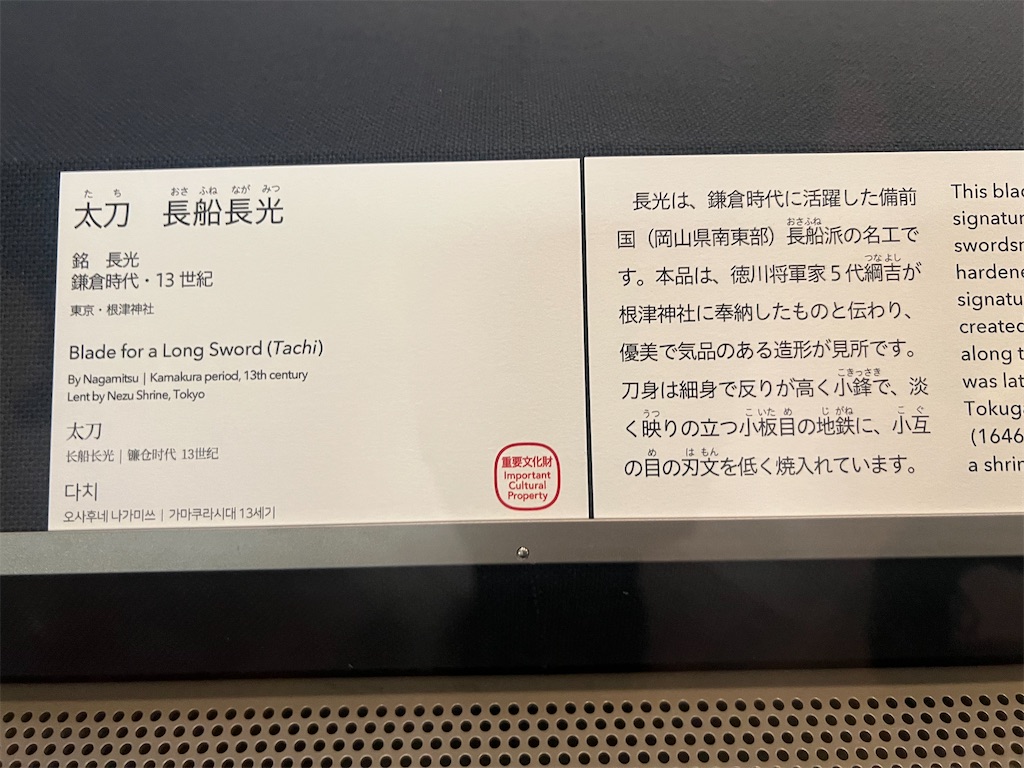 たち おさふね ながみつ
太刀 長船長光
銘 長光
鎌倉時代・13世紀
東京・根津神社
Blade for a Long Sword (Tachi)
By Nagamitsu | Kamakura period, 13th century
Lent by Nezu Shrine, Tokyo
太刀
长船长光 | 镰仓时代 13世纪
다치
오사후네 나가미쓰 | 가마쿠라시대 13세기
重要文化財
Important
Cultural
Property
長光は、鎌倉時代に活躍した備前
おさふね
国（岡山県南東部）長船派の名工で
つなよし
す。本品は、徳川将軍家5代綱吉が
根津神社に奉納したものと伝わり、
優美で気品のある造形が見所です。
こきっさき
刀身は細身で反りが高く小鋒で、淡
うつ こいため じがね こぐ
く映りの立つ小板目の地鉄に、小互
め はもん
の目の刃文を低く焼入れています。
This
swordsm
harden
created
along
was
Tokug
(1646
a shrin